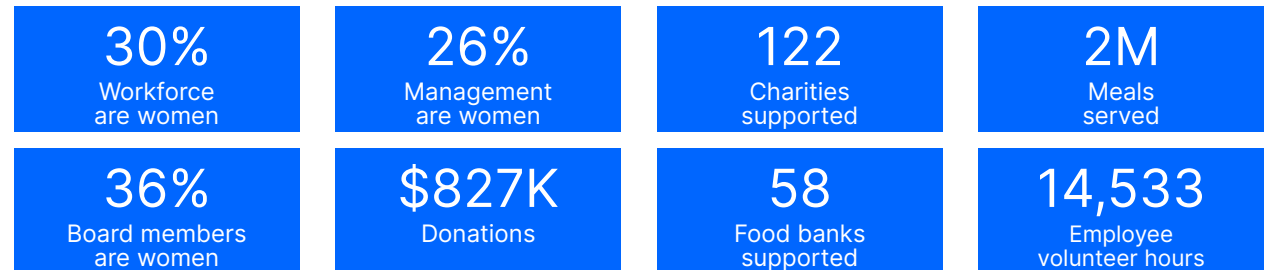 30%
Workforce
are women
26%
Management
are women
122
Charities
supported
2M
Meals
served
36%
Board members
are women
$827K
Donations
58
Food banks
supported
14,533
Employee
volunteer hours